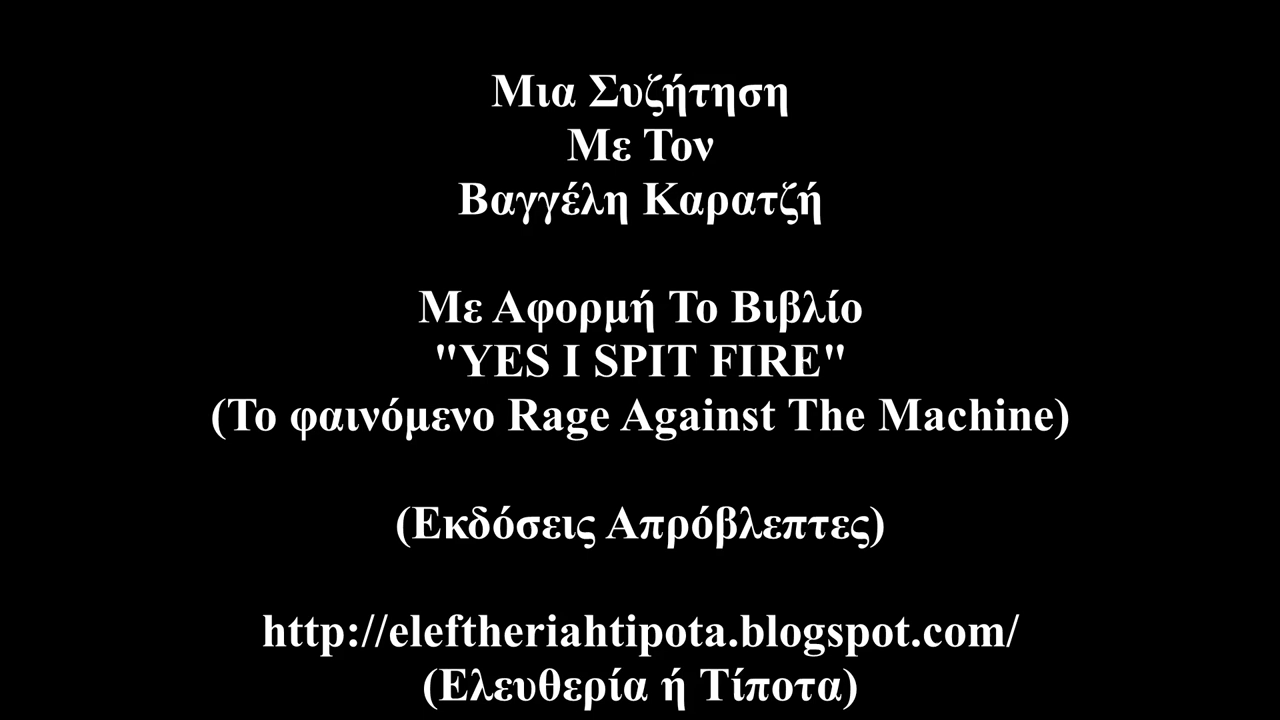 Μια Συζήτηση
Με Τον
Βαγγέλη Καρατζή
Με Αφορμή Το Βιβλίο
"YES I SPIT FIRE"
(Το φαινόμενο Rage Against The Machine)
(Εκδόσεις Απρόβλεπτες)
http://eleftheriahtipota.blogspot.com/
(Ελευθερία ή Τίποτα)